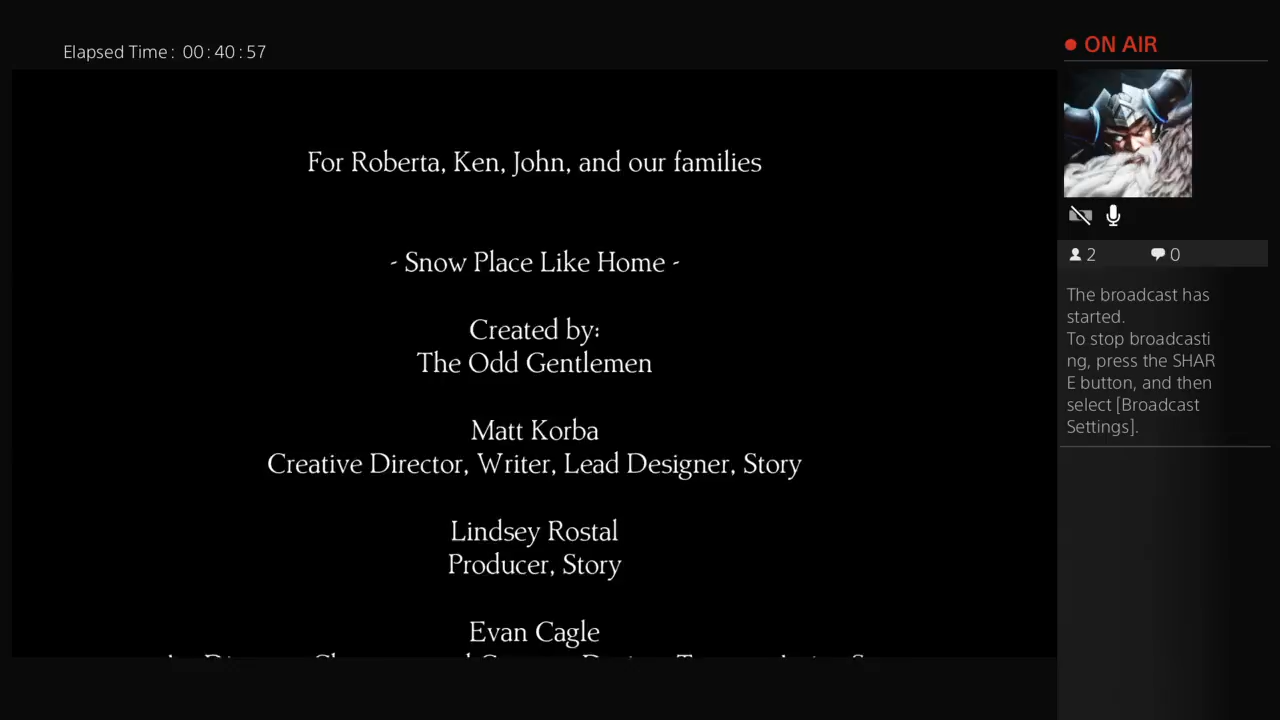 Elapsed Time: 00:40:57
ON AIR
For Roberta, Ken, John, and our families
- Snow Place Like Home -
Created by:
The Odd Gentlemen
Matt Korba
Creative Director, Writer, Lead Designer, Story
Lindsey Rostal
Producer, Story
Evan Cagle
2
0
The broadcast has
started.
To stop broadcasti
ng, press the SHAR
E button, and then
select [Broadcast
Settings].